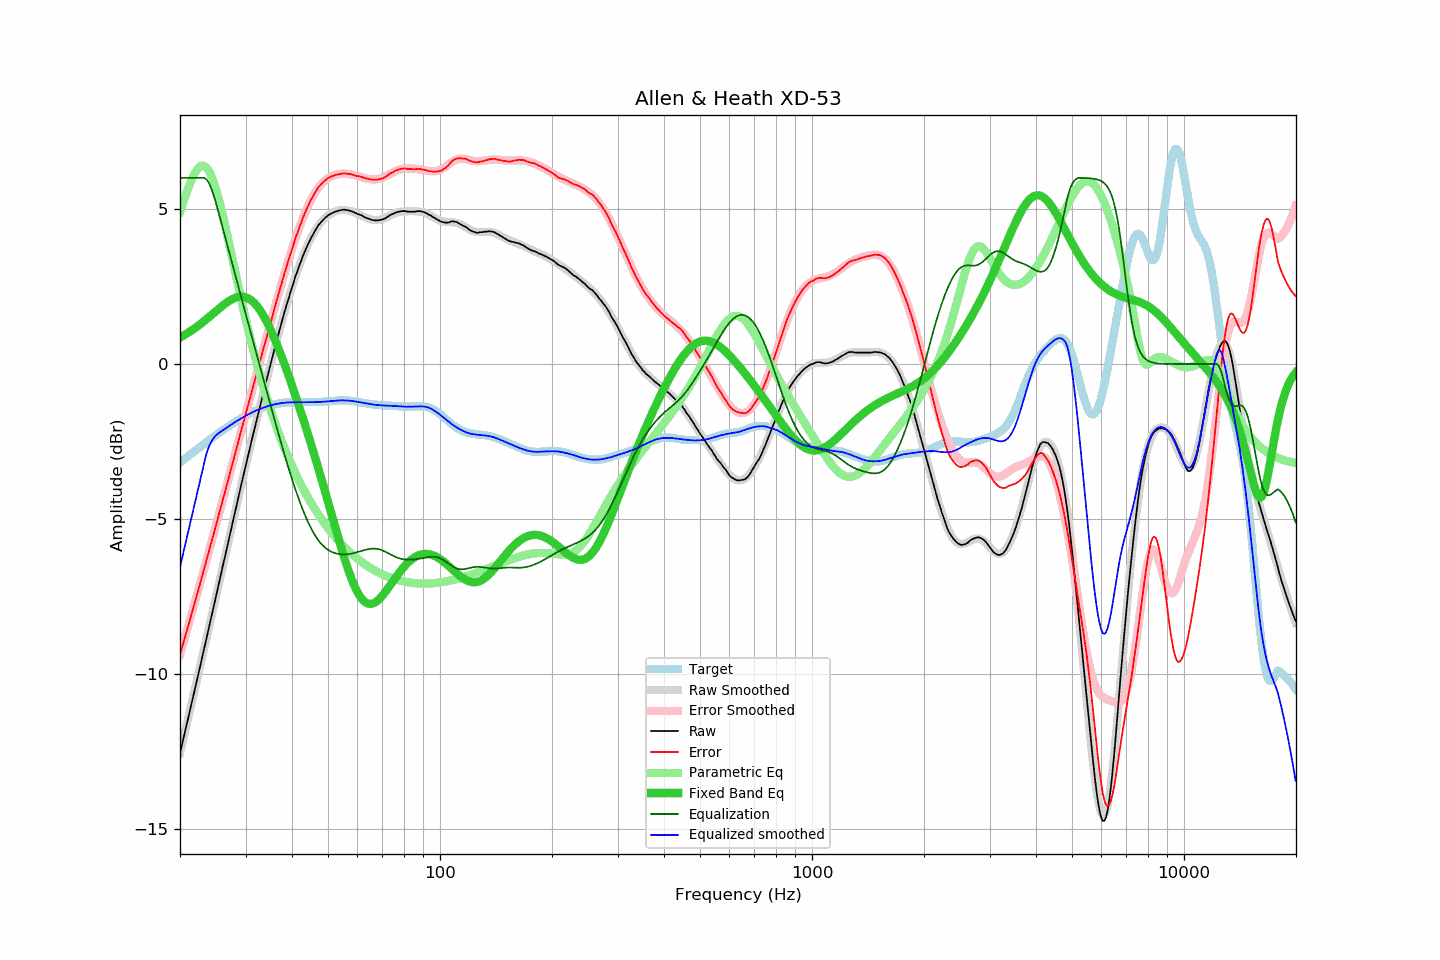 Allen & Heath XD-53
Amplitude (dBr)
5
0
−5
−10
−15
Target
Raw Smoothed
Error Smoothed
Raw
Error
Parametric Eq
Fixed Band Eq
Equalization
Equalized smoothed
100
1000
10000
Frequency (Hz)